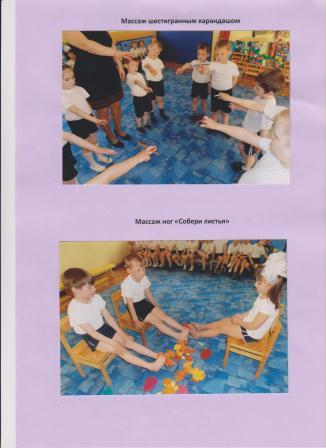 Массаж шестигранным карандашом
Массаж ног «Собери листья»